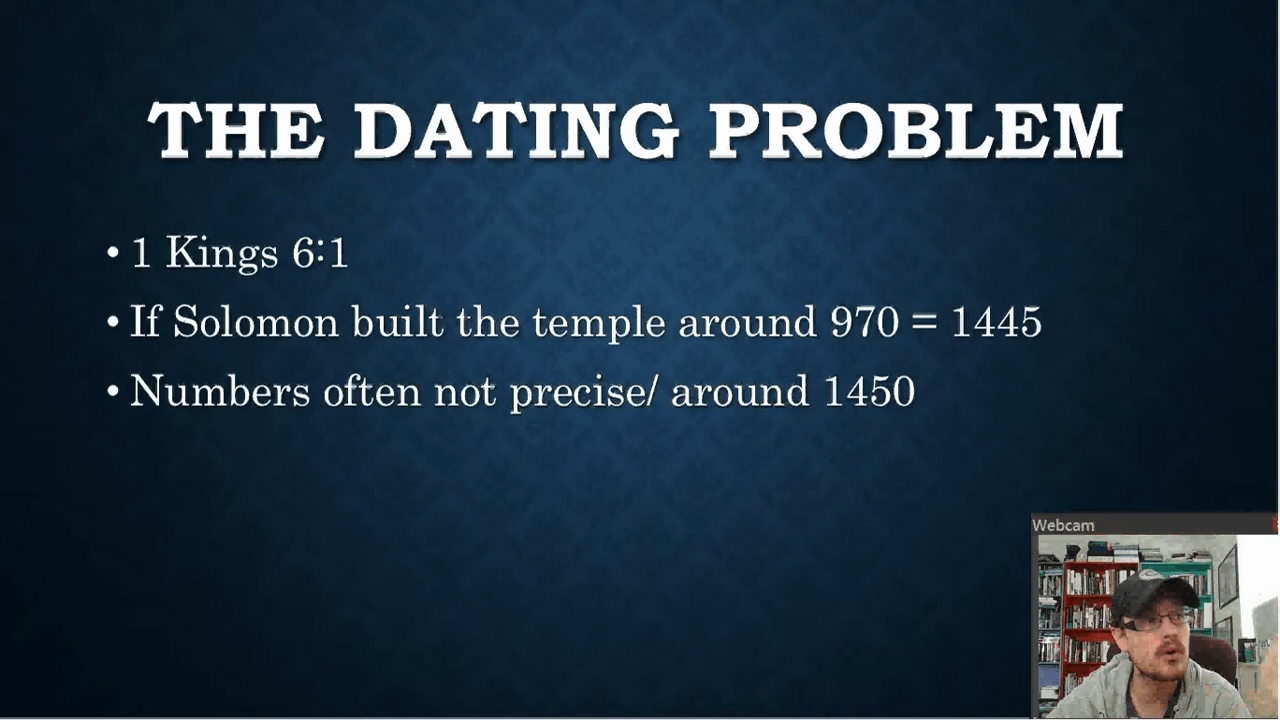 THE DATING PROBLEM
• 1 Kings 6:1
• If Solomon built the temple around 970 = 1445
• Numbers often not precise/ around 1450
Webcam